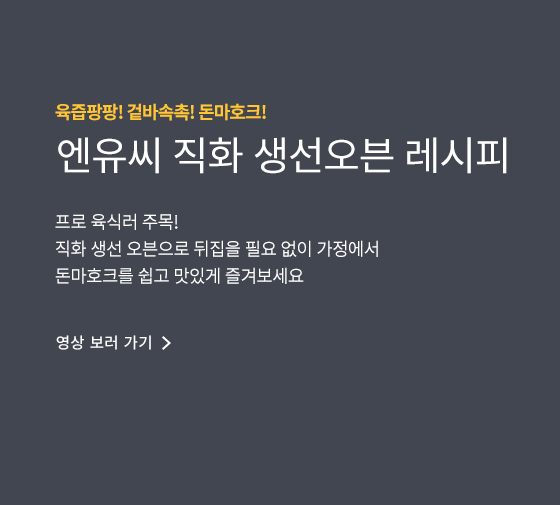 육즙팡팡! 겉바속촉! 돈마호크!
엔유씨 직화 생선오븐 레시피
프로 육식러 주목!
직화 생선 오븐으로 뒤집을 필요 없이 가정에서
돈마호크를 쉽고 맛있게 즐겨보세요
영상 보러 가기 >